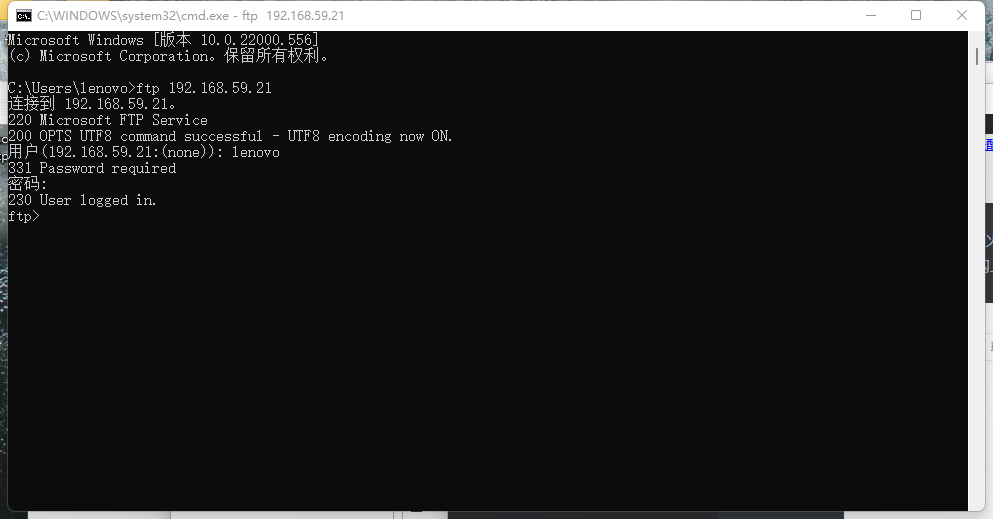 C:\WINDOWS\system32\cmd.exe - ftp 192.168.59.21
Microsoft Windows [版本 10.0.22000.556]
(c) Microsoft Corporation。保留所有权利。
C:\Users\lenovo>ftp 192.168.59.21
连接到 192.168.59.21。
220 Microsoft FTP Service
200 OPTS UTF8 command successful - UTF8 encoding now ON.
用户(192.168.59.21:(none)): lenovo
331 Password required
密码:
230 User logged in.
ftp>